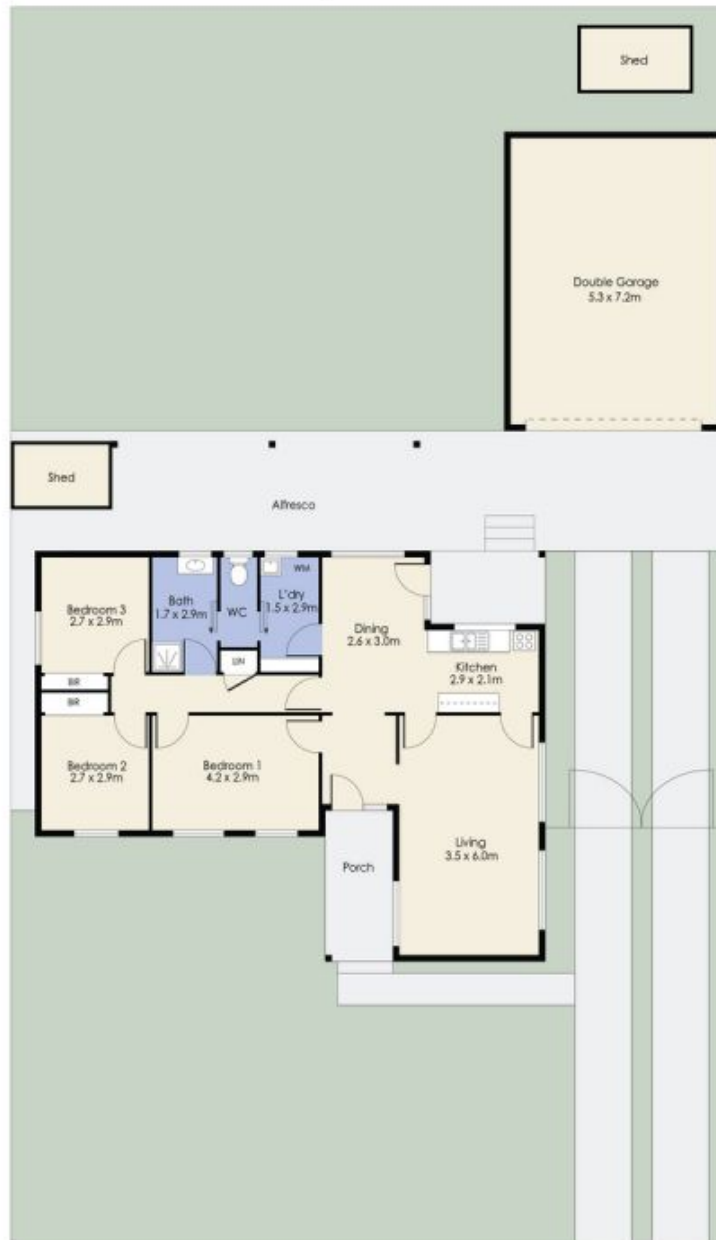 Shed
Double Garage
5.3 x 7.2m
Shed
Alfresco
Bedroom 3
2.7 x 2.9m
Bath
1.7 x 2.9m
WC
WM
L'dry
1.5 x 2.9m
Dining
2.6 x 3.0m
LIN
Kitchen
2.9 x 2.1m
BIR
BIR
Bedroom 2
2.7 x 2.9m
Bedroom 1
4.2 x 2.9m
Porch
Living
3.5 x 6.0m